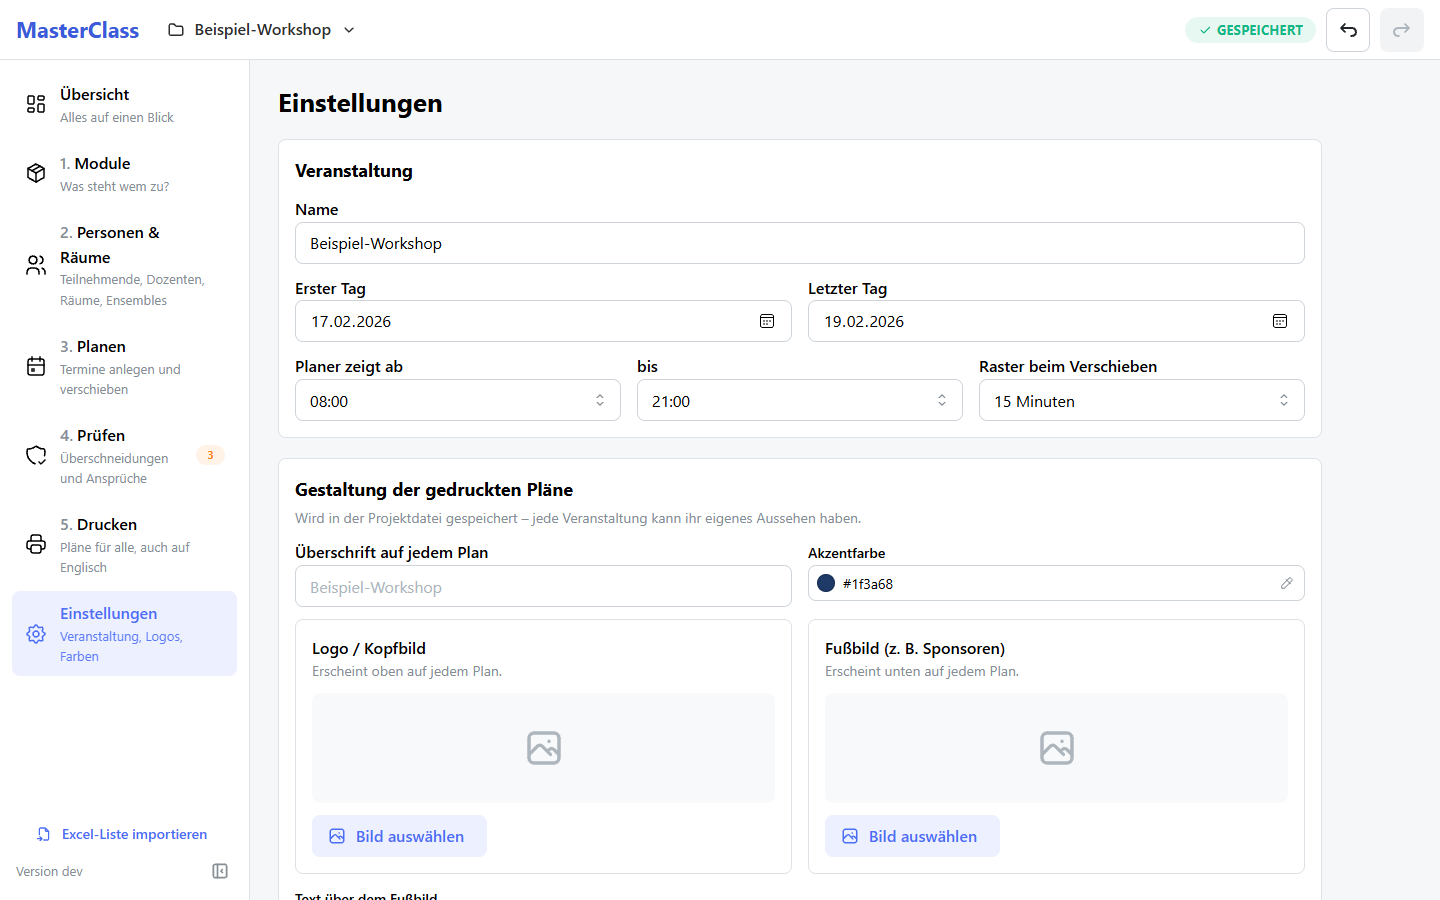 MasterClass
Beispiel-Workshop
GESPEICHERT
Übersicht
Alles auf einen Blick
1. Module
Was steht wem zu?
2. Personen &
Räume
Teilnehmende, Dozenten,
Räume, Ensembles
3. Planen
Termine anlegen und
verschieben
4. Prüfen
Überschneidungen
und Ansprüche
3
5. Drucken
Pläne für alle, auch auf
Englisch
Einstellungen
Veranstaltung, Logos,
Farben
Excel-Liste importieren
Version dev
Einstellungen
Veranstaltung
Name
Beispiel-Workshop
Erster Tag
Letzter Tag
17.02.2026
19.02.2026
Planer zeigt ab
bis
Raster beim Verschieben
08:00
21:00
15 Minuten
Gestaltung der gedruckten Pläne
Wird in der Projektdatei gespeichert – jede Veranstaltung kann ihr eigenes Aussehen haben.
Überschrift auf jedem Plan
Akzentfarbe
Beispiel-Workshop
#1f3a68
Logo / Kopfbild
Erscheint oben auf jedem Plan.
Bild auswählen
Fußbild (z. B. Sponsoren)
Erscheint unten auf jedem Plan.
Bild auswählen
Text über dem Fußbild